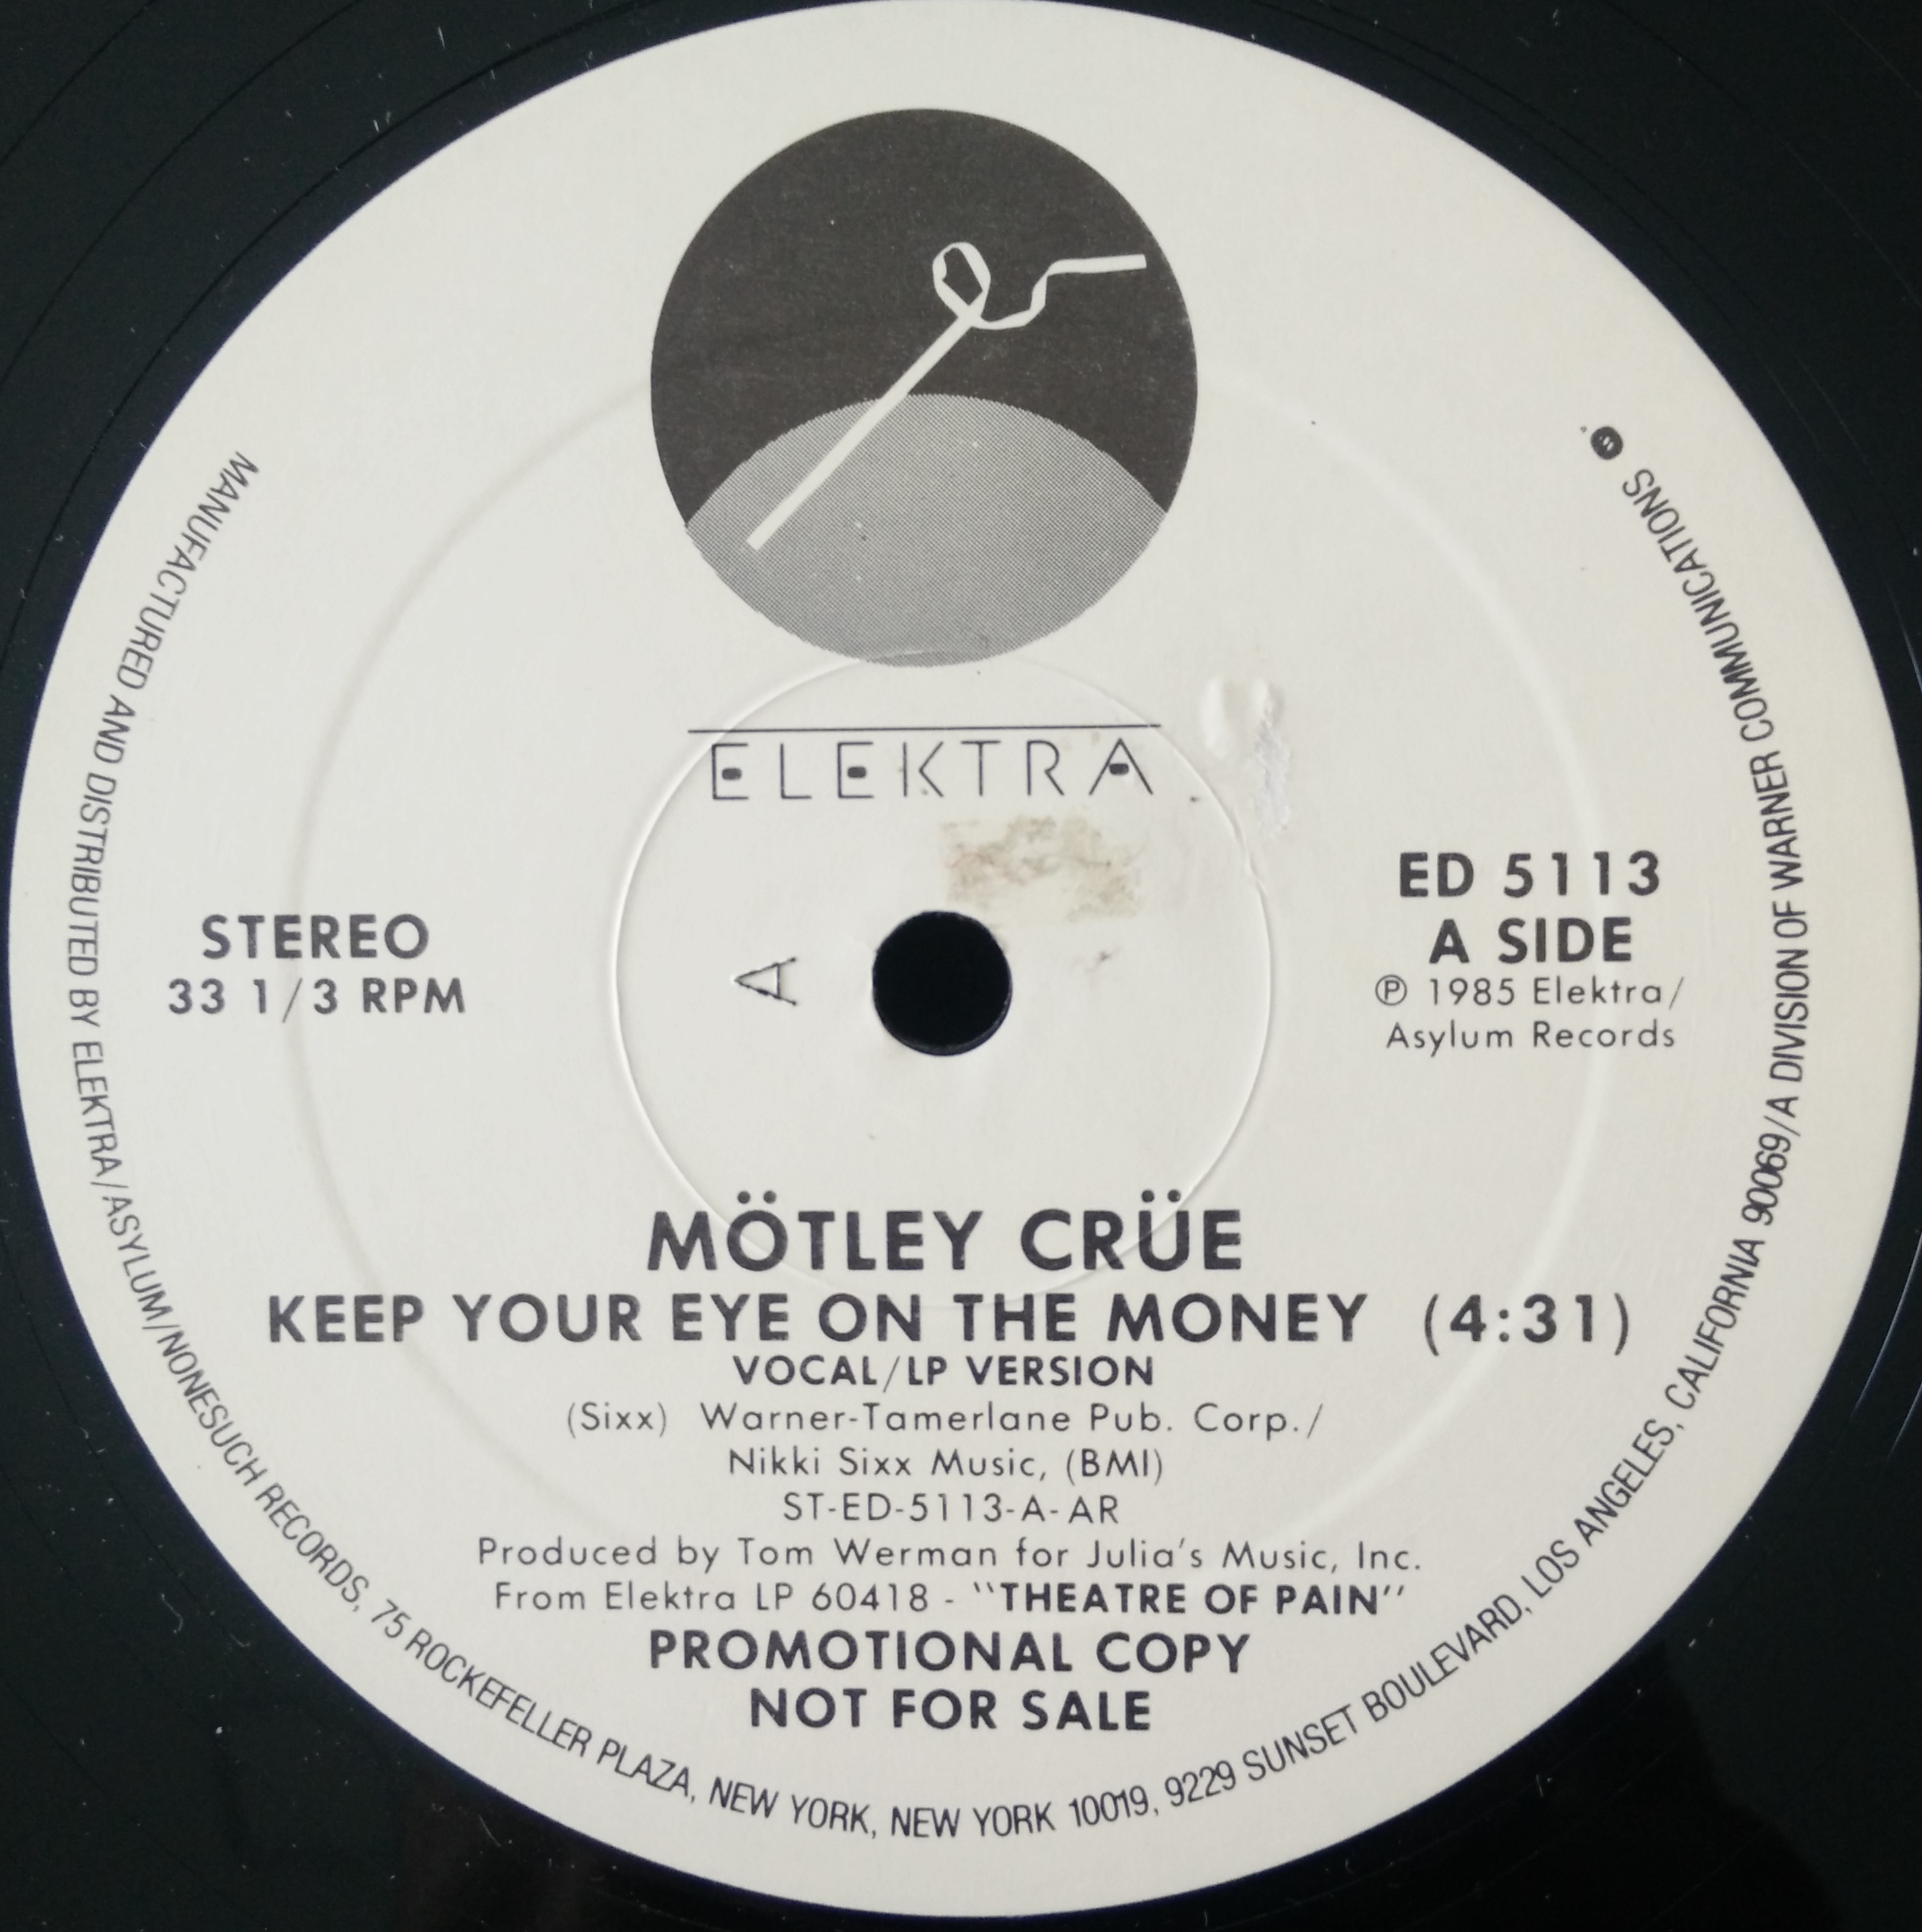 ELEKTRA
STEREO
33 1/3 RPM
ED 5113
A SIDE
℗ 1985 Elektra/
Asylum Records
A
MÖTLEY CRÜE
KEEP YOUR EYE ON THE MONEY (4:31)
VOCAL/LP VERSION
(Sixx) Warner-Tamerlane Pub. Corp./
Nikki Sixx Music, (BMI)
ST-ED-5113-A-AR
Produced by Tom Werman for Julia's Music, Inc.
From Elektra LP 60418 - "THEATRE OF PAIN"
PROMOTIONAL COPY
NOT FOR SALE
MANUFACTURED AND DISTRIBUTED BY ELEKTRA/ASYLUM/NONESUCH RECORDS, 75 ROCKEFELLER PLAZA, NEW YORK, NEW YORK 10019, 9229 SUNSET BOULEVARD, LOS ANGELES, CALIFORNIA 90069/A DIVISION OF WARNER COMMUNICATIONS